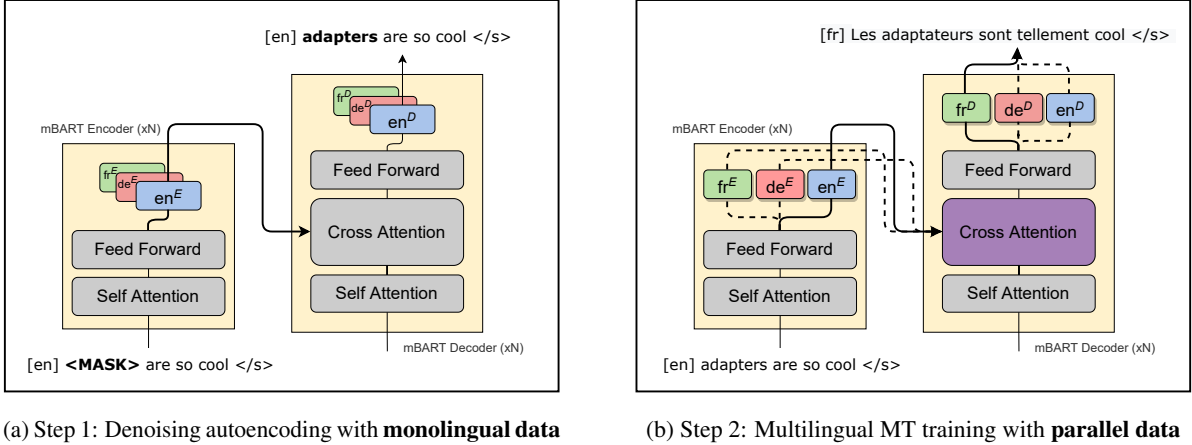 [en] adapters are so cool </s>
fr^D
de^D
en^D
mBART Encoder (xN)
Feed Forward
fr^E
de^E
en^E
Cross Attention
Feed Forward
Self Attention
Self Attention
mBART Decoder (xN)
[en] <MASK> are so cool </s>
(a) Step 1: Denoising autoencoding with monolingual data
[fr] Les adaptateurs sont tellement cool </s>
fr^D de^D en^D
mBART Encoder (xN)
Feed Forward
fr^E de^E en^E
Cross Attention
Feed Forward
Self Attention
Self Attention
mBART Decoder (xN)
[en] adapters are so cool </s>
(b) Step 2: Multilingual MT training with parallel data